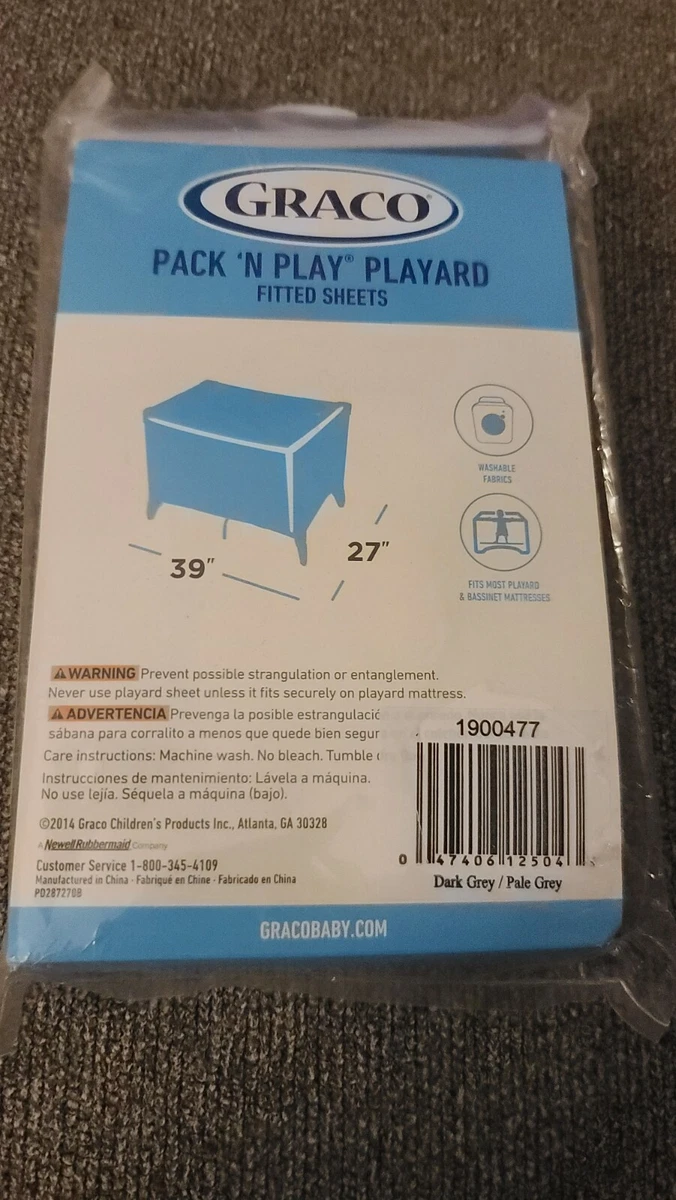 GRACO®
PACK 'N PLAY® PLAYARD
FITTED SHEETS
WASHABLE
FABRICS
39"
27"
FITS MOST PLAYARD
& BASSINET MATTRESSES
WARNING Prevent possible strangulation or entanglement.
Never use playard sheet unless it fits securely on playard mattress.
ADVERTENCIA Prevenga la posible estrangulació
sábana para corralito a menos que quede bien segur
Care instructions: Machine wash. No bleach. Tumble
Instrucciones de mantenimiento: Lávela a máquina.
No use lejía. Séquela a máquina (bajo).
©2014 Graco Children's Products Inc., Atlanta, GA 30328
A NewellRubbermaid Company
Customer Service 1-800-345-4109
Manufactured in China - Fabriqué en Chine - Fabricado en China
PD287270B
1900477
0 47406 12504
Dark Grey / Pale Grey
GRACOBABY.COM